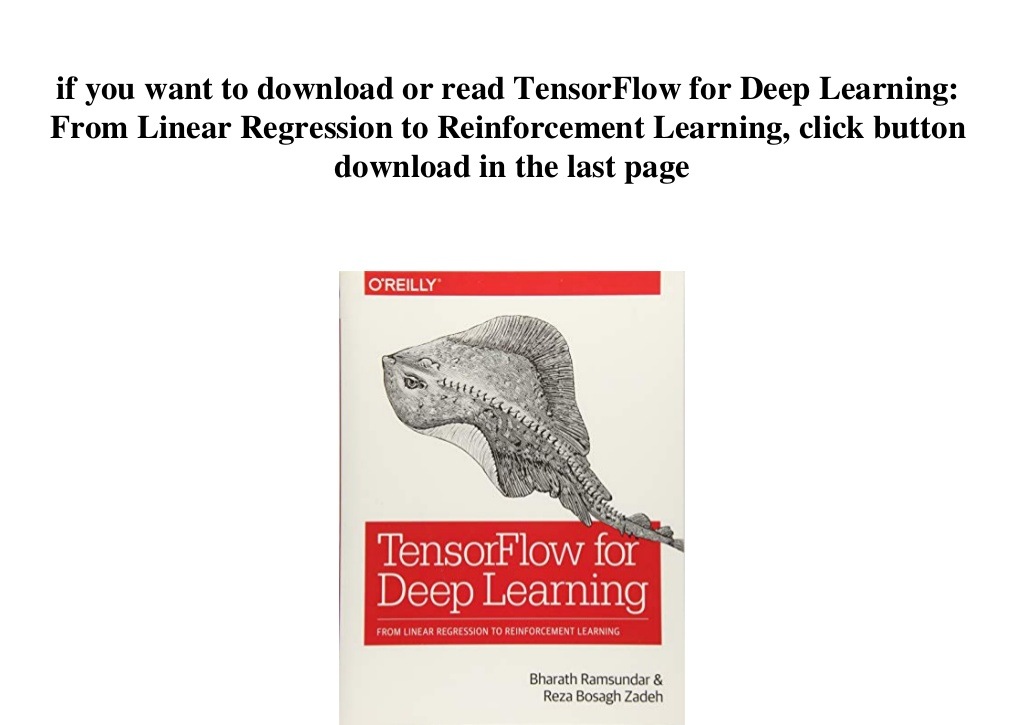 if you want to download or read TensorFlow for Deep Learning:
From Linear Regression to Reinforcement Learning, click button
download in the last page
O'REILLY®
TensorFlow for
Deep Learning
FROM LINEAR REGRESSION TO REINFORCEMENT LEARNING
Bharath Ramsundar &
Reza Bosagh Zadeh